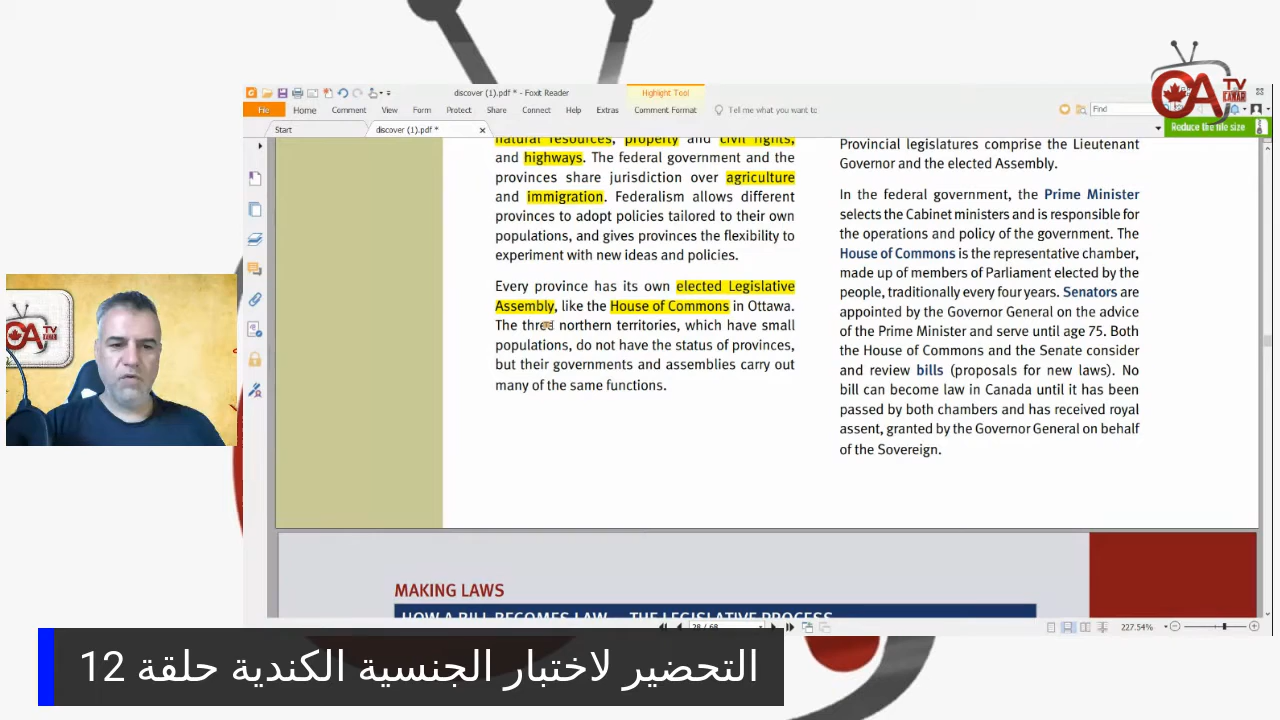 CA TV
KANAR
discover (1).pdf * - Foxit Reader
Highlight Tool
File Home Comment View Form Protect Share Connect Help Extras Comment Format Tell me what you want to
Find
Start
discover (1).pdf *
Reduce the file size
natural resources, property and civil rights,
and highways. The federal government and the
provinces share jurisdiction over agriculture
and immigration. Federalism allows different
provinces to adopt policies tailored to their own
populations, and gives provinces the flexibility to
experiment with new ideas and policies.
Every province has its own elected Legislative
Assembly, like the House of Commons in Ottawa.
The three northern territories, which have small
populations, do not have the status of provinces,
but their governments and assemblies carry out
many of the same functions.
Provincial legislatures comprise the Lieutenant
Governor and the elected Assembly.
In the federal government, the Prime Minister
selects the Cabinet ministers and is responsible for
the operations and policy of the government. The
House of Commons is the representative chamber,
made up of members of Parliament elected by the
people, traditionally every four years. Senators are
appointed by the Governor General on the advice
of the Prime Minister and serve until age 75. Both
the House of Commons and the Senate consider
and review bills (proposals for new laws). No
bill can become law in Canada until it has been
passed by both chambers and has received royal
assent, granted by the Governor General on behalf
of the Sovereign.
MAKING LAWS
HOW A BILL BECOMES LAW — THE LEGISLATIVE PROCESS
28 / 68
227.54%
التحضير لاختبار الجنسية الكندية حلقة 12